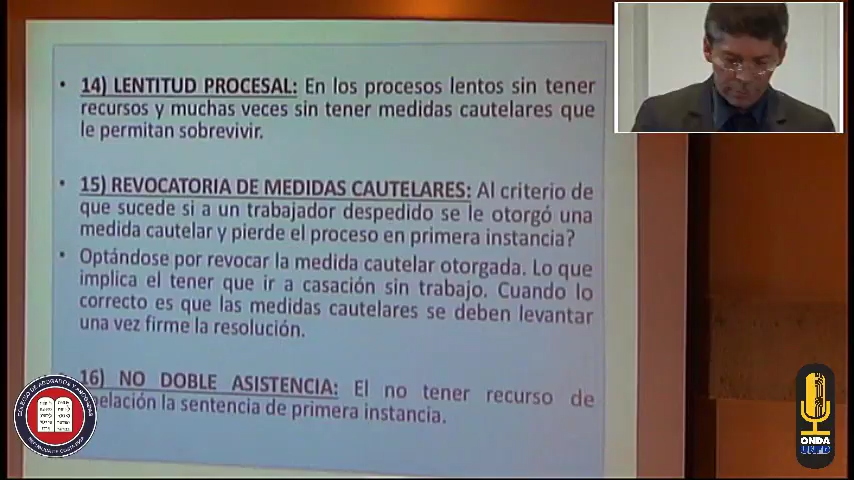 • 14) LENTITUD PROCESAL: En los procesos lentos sin tener
recursos y muchas veces sin tener medidas cautelares que
le permitan sobrevivir.
• 15) REVOCATORIA DE MEDIDAS CAUTELARES: Al criterio de
que sucede si a un trabajador despedido se le otorgó una
medida cautelar y pierde el proceso en primera instancia?
• Optándose por revocar la medida cautelar otorgada. Lo que
implica el tener que ir a casación sin trabajo. Cuando lo
correcto es que las medidas cautelares se deben levantar
una vez firme la resolución.
16) NO DOBLE ASISTENCIA: El no tener recurso de
elación la sentencia de primera instancia.
ONDA